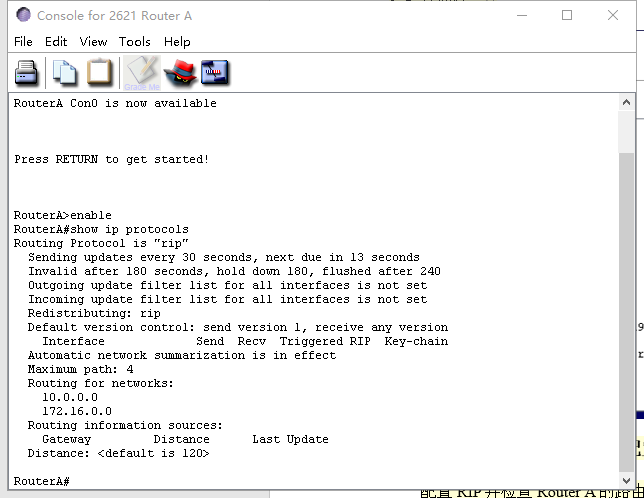 Console for 2621 Router A
File Edit View Tools Help
Grade Me
RouterA Con0 is now available
Press RETURN to get started!
RouterA>enable
RouterA#show ip protocols
Routing Protocol is "rip"
Sending updates every 30 seconds, next due in 13 seconds
Invalid after 180 seconds, hold down 180, flushed after 240
Outgoing update filter list for all interfaces is not set
Incoming update filter list for all interfaces is not set
Redistributing: rip
Default version control: send version 1, receive any version
Interface Send Recv Triggered RIP Key-chain
Automatic network summarization is in effect
Maximum path: 4
Routing for networks:
10.0.0.0
172.16.0.0
Routing information sources:
Gateway Distance Last Update
Distance: <default is 120>
RouterA#
配置 RIP 并检查 Router A 的路由